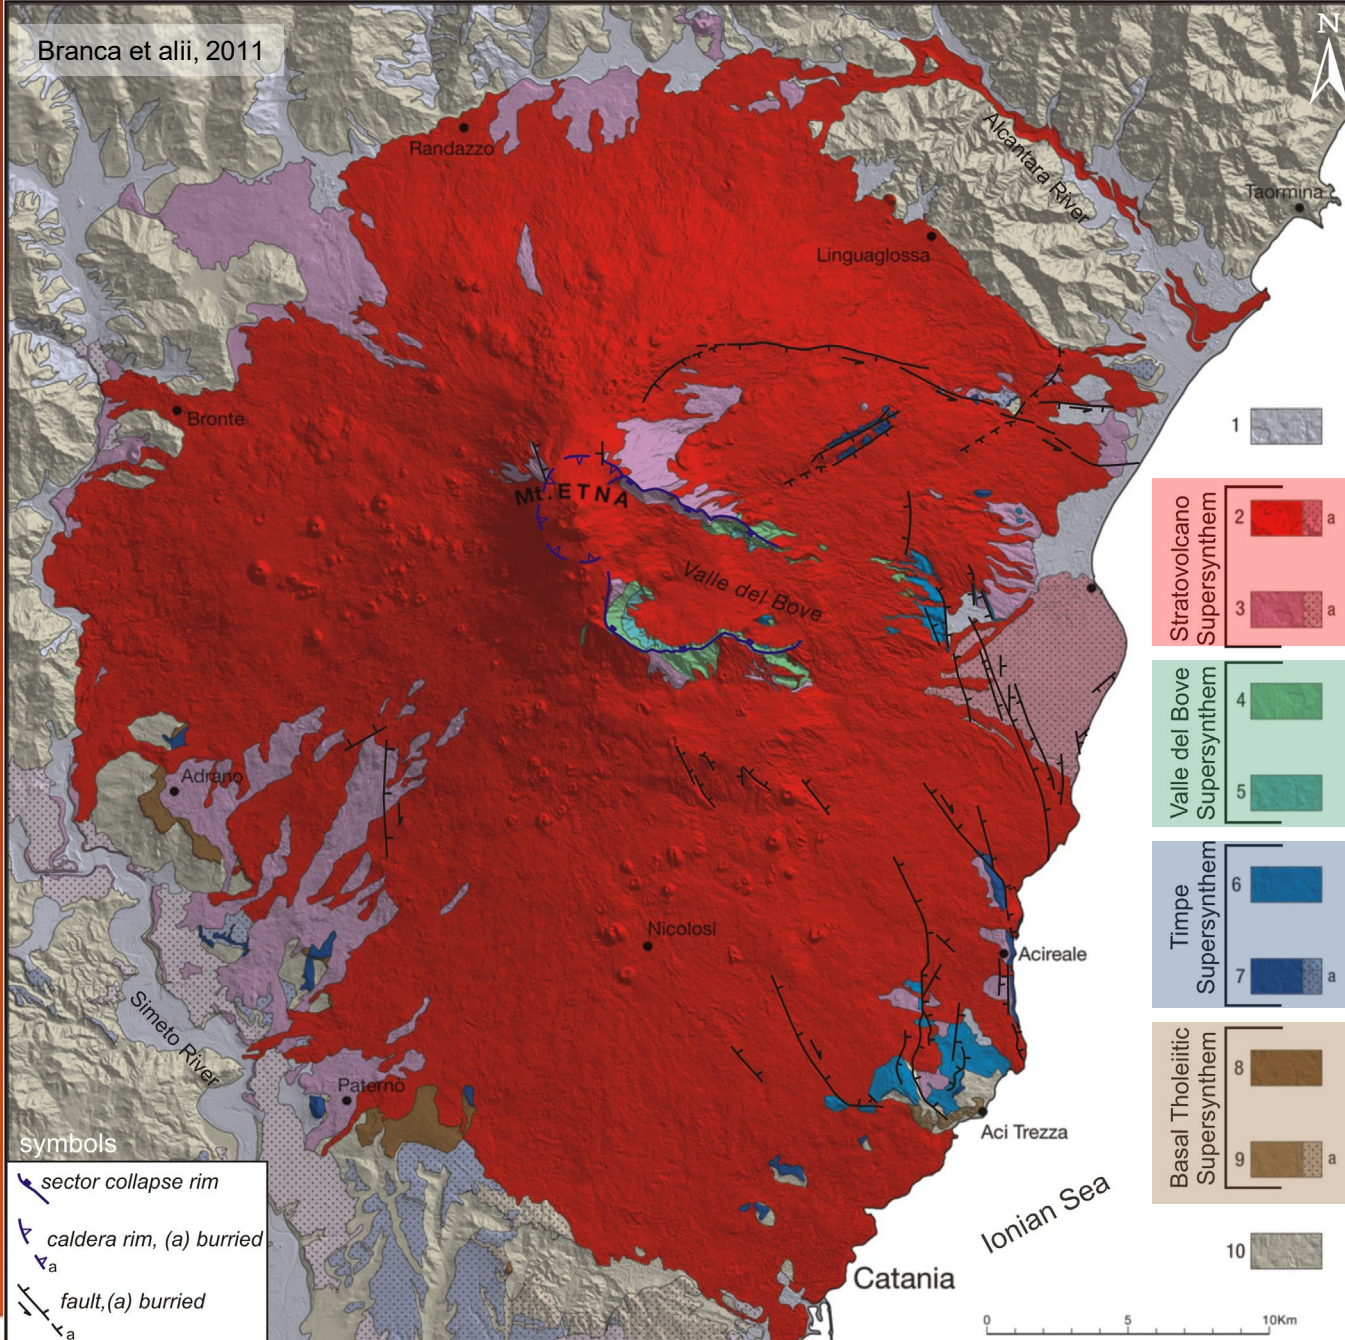 Branca et alii, 2011
N
Randazzo
Alcantara River
Taormina
Linguaglossa
Bronte
Mt. ETNA
Valle del Bove
Adrano
Nicolosi
Acireale
Simeto River
Paternò
Aci Trezza
Ionian Sea
Catania
symbols
sector collapse rim
caldera rim, (a) burried
a
fault,(a) burried
a
1
Stratovolcano
Supersynthem
2 a
3 a
Valle del Bove
Supersynthem
4
5
Timpe
Supersynthem
6
7 a
Basal Tholeiitic
Supersynthem
8
9 a
10
0 5 10Km